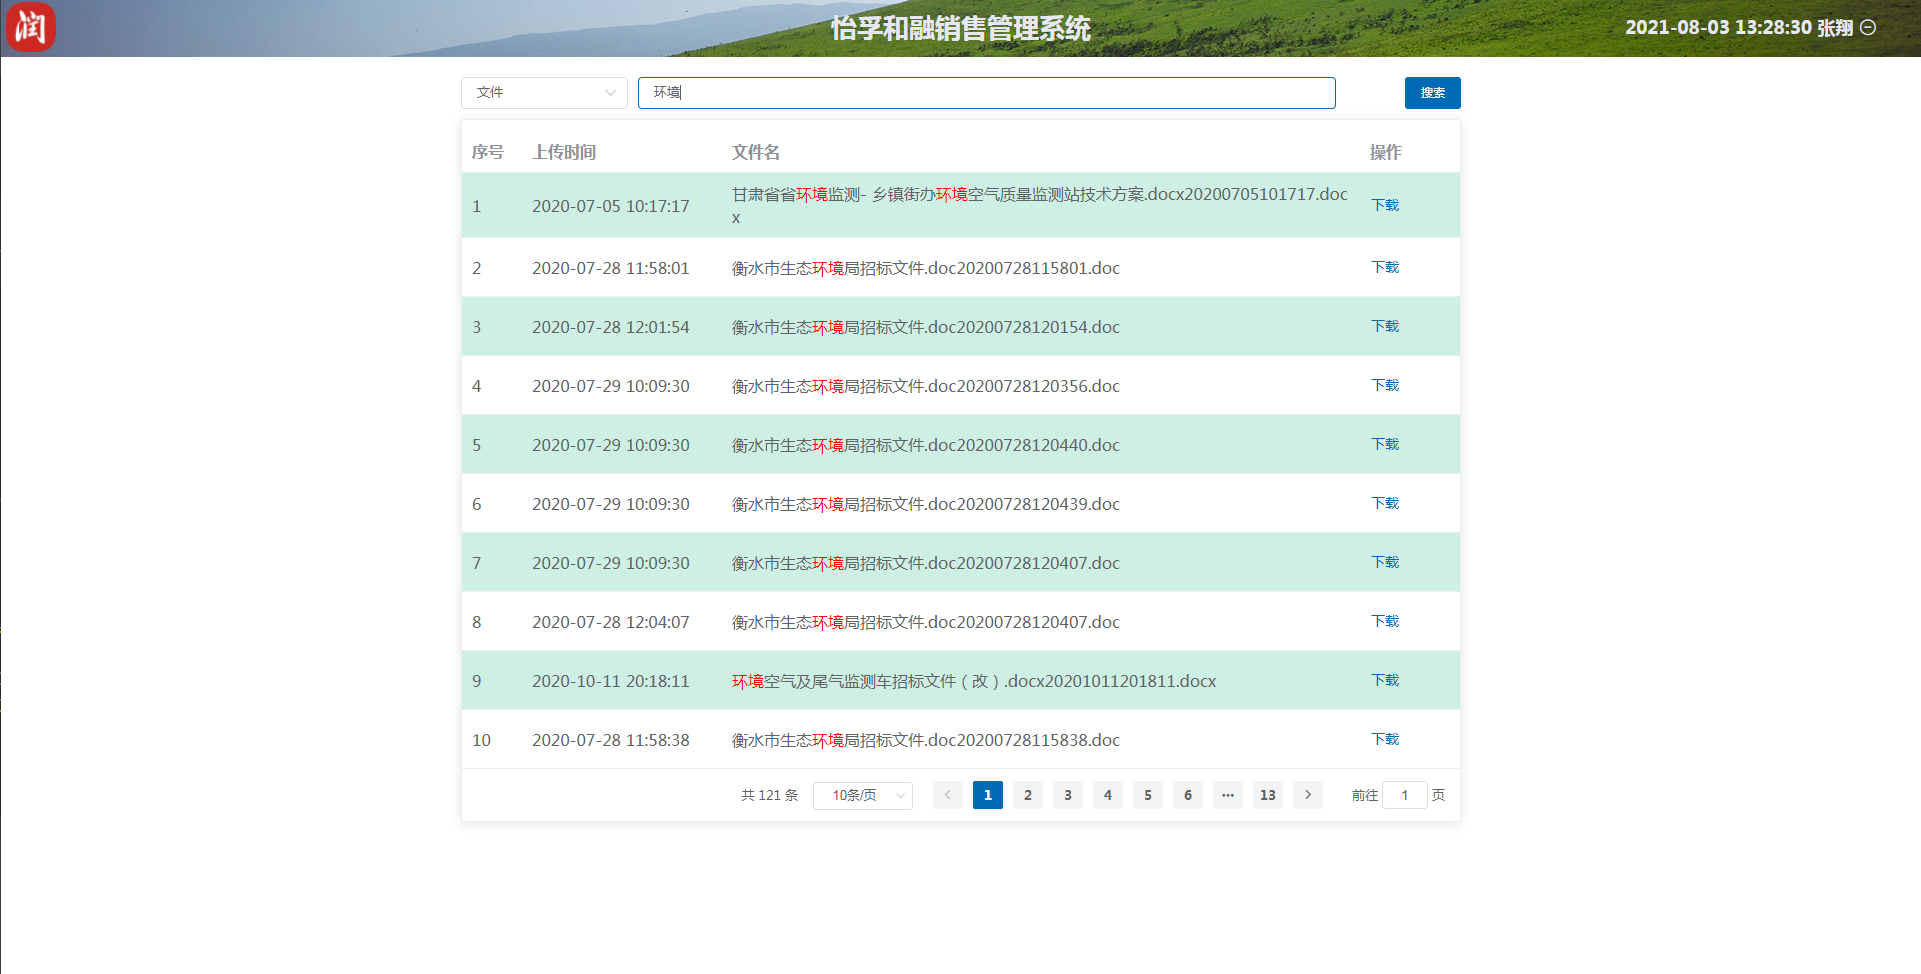 润
怡孚和融销售管理系统
2021-08-03 13:28:30 张翔
文件
环境
搜索
序号 上传时间 文件名 操作
1 2020-07-05 10:17:17 甘肃省省环境监测- 乡镇街办环境空气质量监测站技术方案.docx20200705101717.doc
x
下载
2 2020-07-28 11:58:01 衡水市生态环境局招标文件.doc20200728115801.doc 下载
3 2020-07-28 12:01:54 衡水市生态环境局招标文件.doc20200728120154.doc 下载
4 2020-07-29 10:09:30 衡水市生态环境局招标文件.doc20200728120356.doc 下载
5 2020-07-29 10:09:30 衡水市生态环境局招标文件.doc20200728120440.doc 下载
6 2020-07-29 10:09:30 衡水市生态环境局招标文件.doc20200728120439.doc 下载
7 2020-07-29 10:09:30 衡水市生态环境局招标文件.doc20200728120407.doc 下载
8 2020-07-28 12:04:07 衡水市生态环境局招标文件.doc20200728120407.doc 下载
9 2020-10-11 20:18:11 环境空气及尾气监测车招标文件（改）.docx20201011201811.docx 下载
10 2020-07-28 11:58:38 衡水市生态环境局招标文件.doc20200728115838.doc 下载
共 121 条 10条/页 < 1 2 3 4 5 6 ··· 13 > 前往 1 页